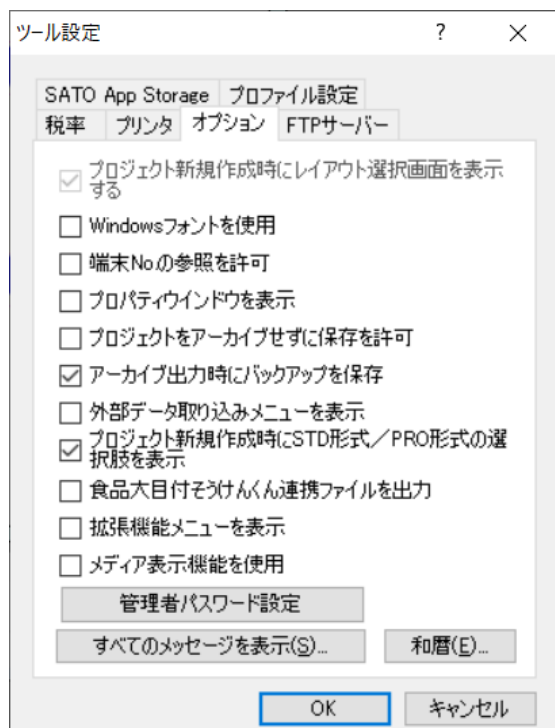 ツール設定
?
SATO App Storage プロファイル設定
税率 プリンタ オプション FTPサーバー
プロジェクト新規作成時にレイアウト選択画面を表示
する
Windowsフォントを使用
端末No.の参照を許可
プロパティウインドウを表示
プロジェクトをアーカイブせずに保存を許可
アーカイブ出力時にバックアップを保存
外部データ取り込みメニューを表示
プロジェクト新規作成時にSTD形式／PRO形式の選
択肢を表示
食品大目付そうけんくん連携ファイルを出力
拡張機能メニューを表示
メディア表示機能を使用
管理者パスワード設定
すべてのメッセージを表示(S)... 和暦(E)...
OK キャンセル